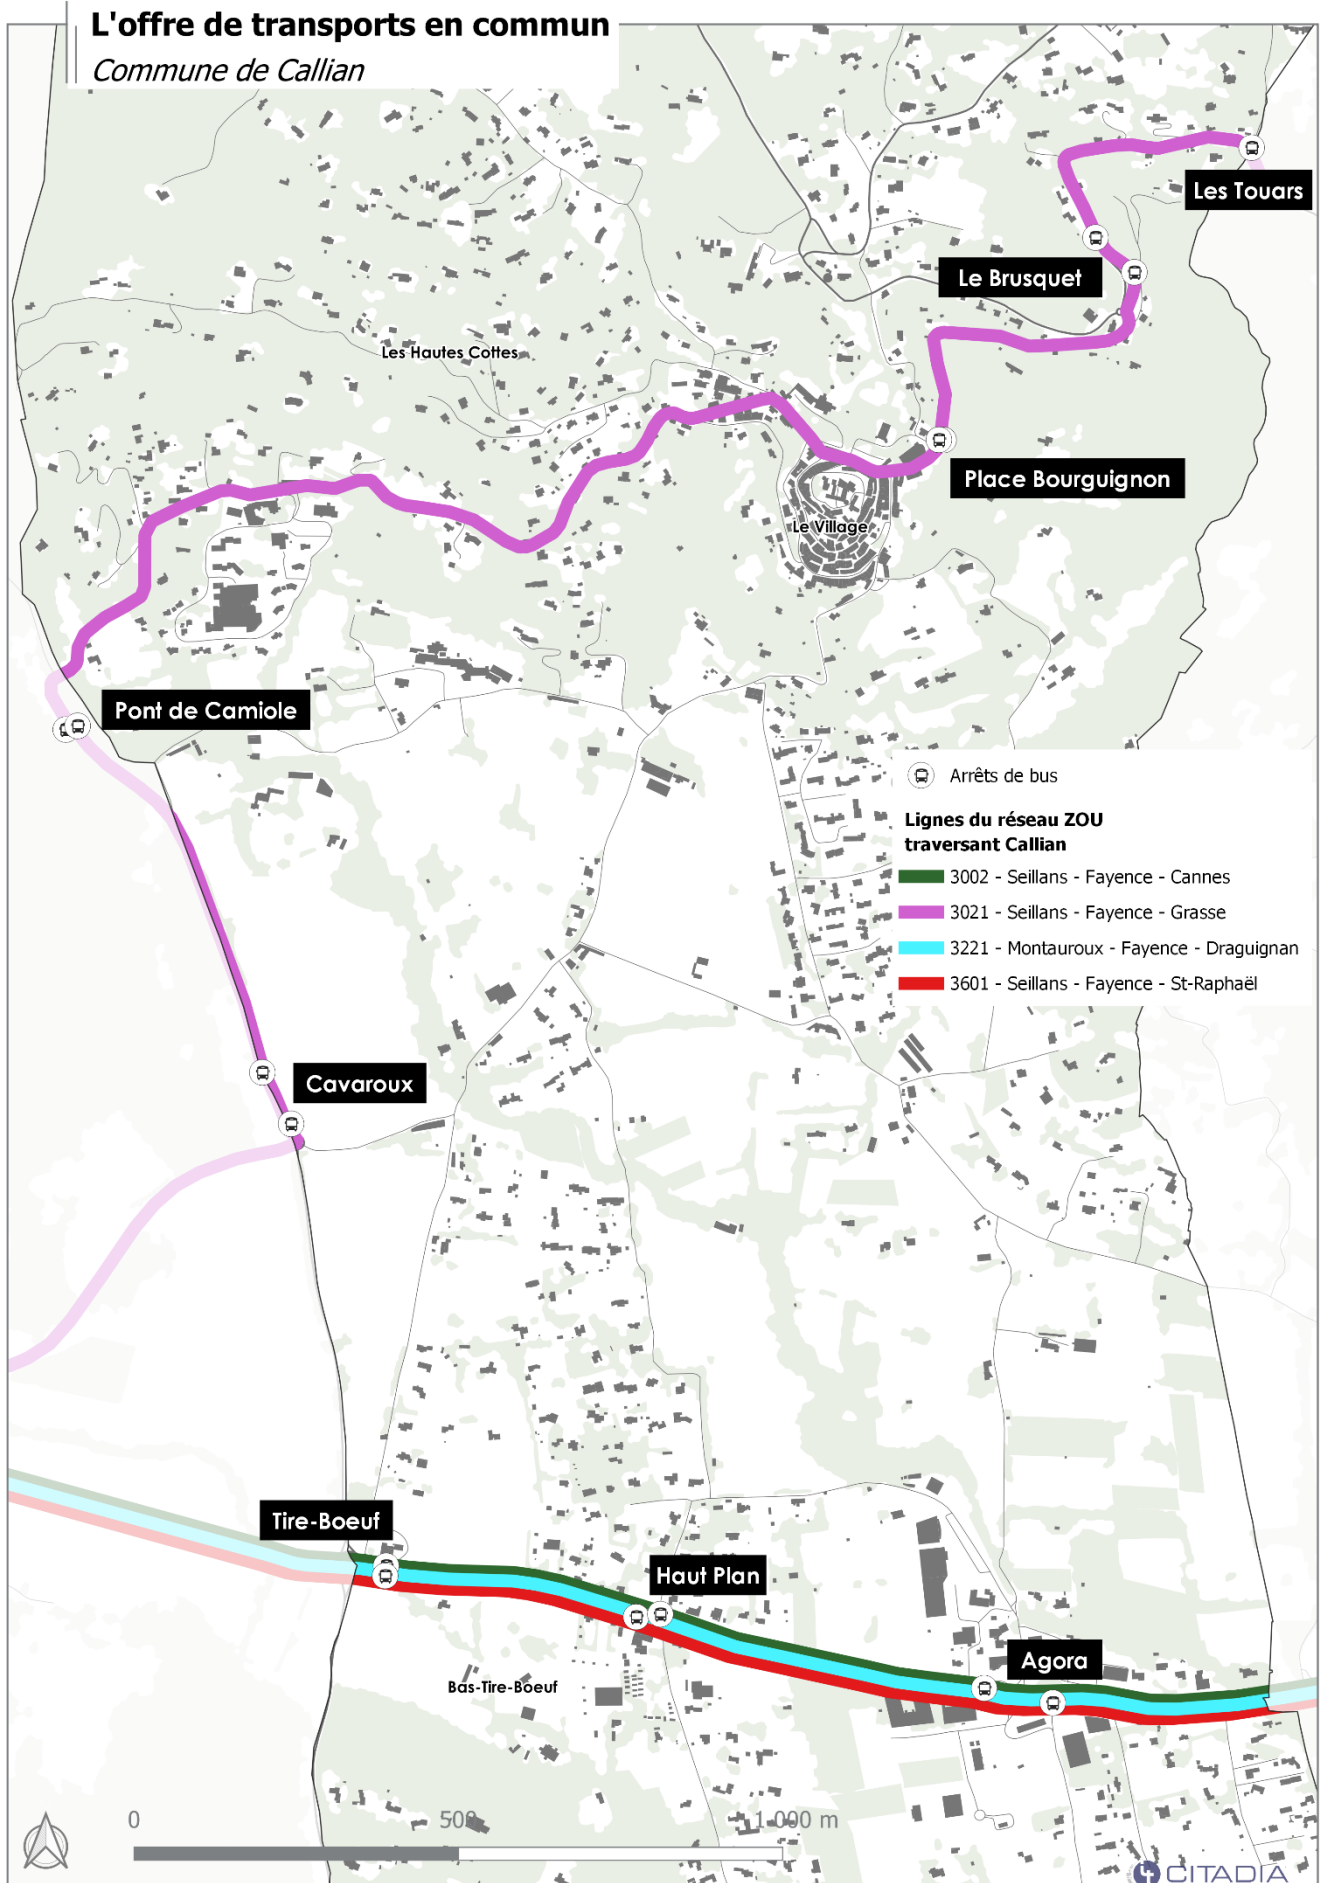 L'offre de transports en commun
Commune de Callian
Les Touars
Le Brusquet
Les Hautes Cottes
Place Bourguignon
Le Village
Pont de Camiole
Arrêts de bus
Lignes du réseau ZOU
traversant Callian
3002 - Seillans - Fayence - Cannes
3021 - Seillans - Fayence - Grasse
3221 - Montauroux - Fayence - Draguignan
3601 - Seillans - Fayence - St-Raphaël
Cavaroux
Tire-Boeuf
Haut Plan
Agora
Bas-Tire-Boeuf
0 500 1 000 m
CITADIA